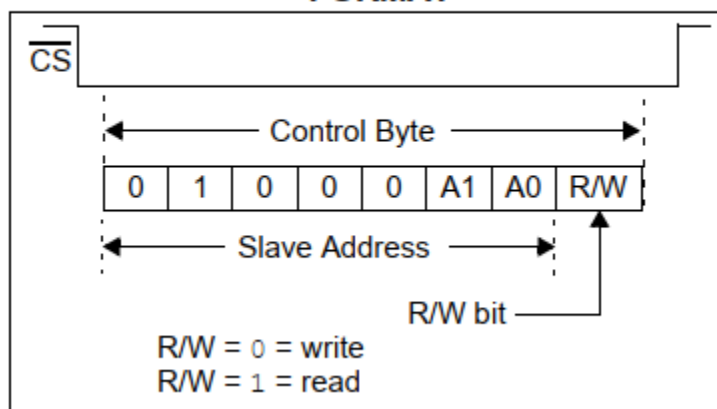 CS
Control Byte
0 1 0 0 0 A1 A0 R/W
Slave Address
R/W bit
R/W = 0 = write
R/W = 1 = read